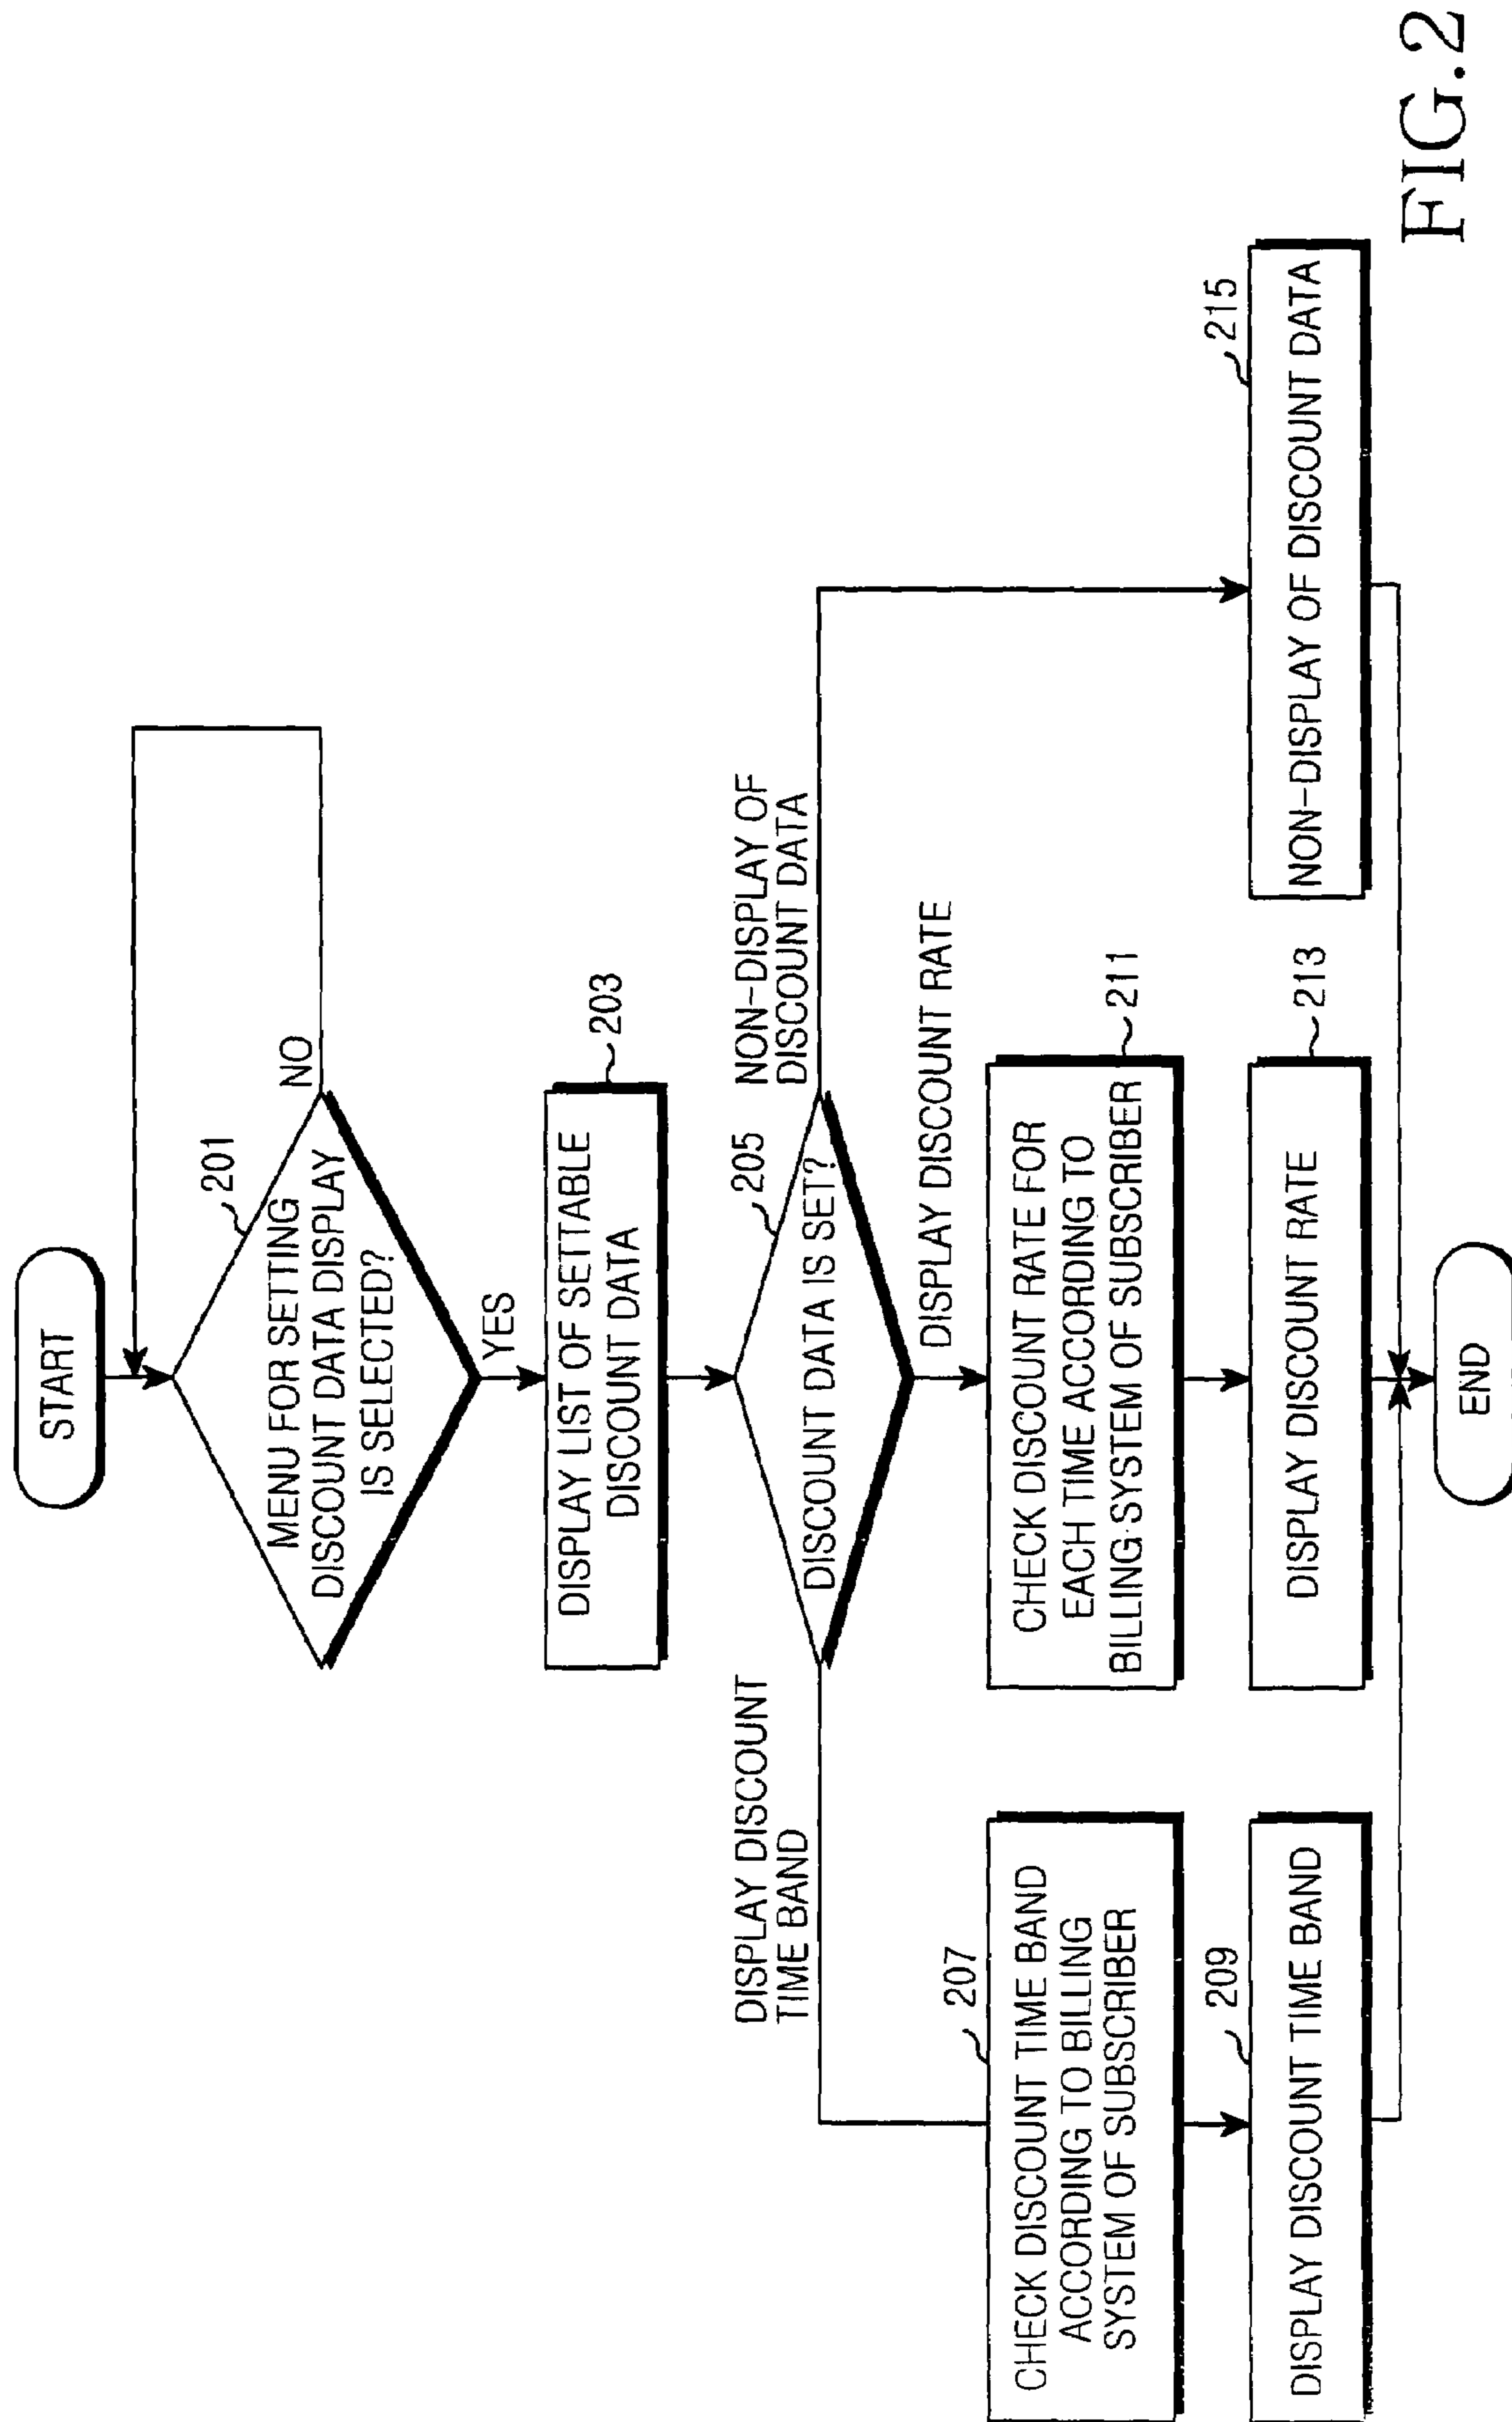 START
201
MENU FOR SETTING
DISCOUNT DATA DISPLAY
IS SELECTED?
NO
YES
203
DISPLAY LIST OF SETTABLE
DISCOUNT DATA
205
DISCOUNT DATA IS SET?
DISPLAY DISCOUNT
TIME BAND
NON-DISPLAY OF
DISCOUNT DATA
DISPLAY DISCOUNT RATE
207
CHECK DISCOUNT TIME BAND
ACCORDING TO BILLING
SYSTEM OF SUBSCRIBER
211
CHECK DISCOUNT RATE FOR
EACH TIME ACCORDING TO
BILLING SYSTEM OF SUBSCRIBER
209
DISPLAY DISCOUNT TIME BAND
213
DISPLAY DISCOUNT RATE
215
NON-DISPLAY OF DISCOUNT DATA
END
FIG.2